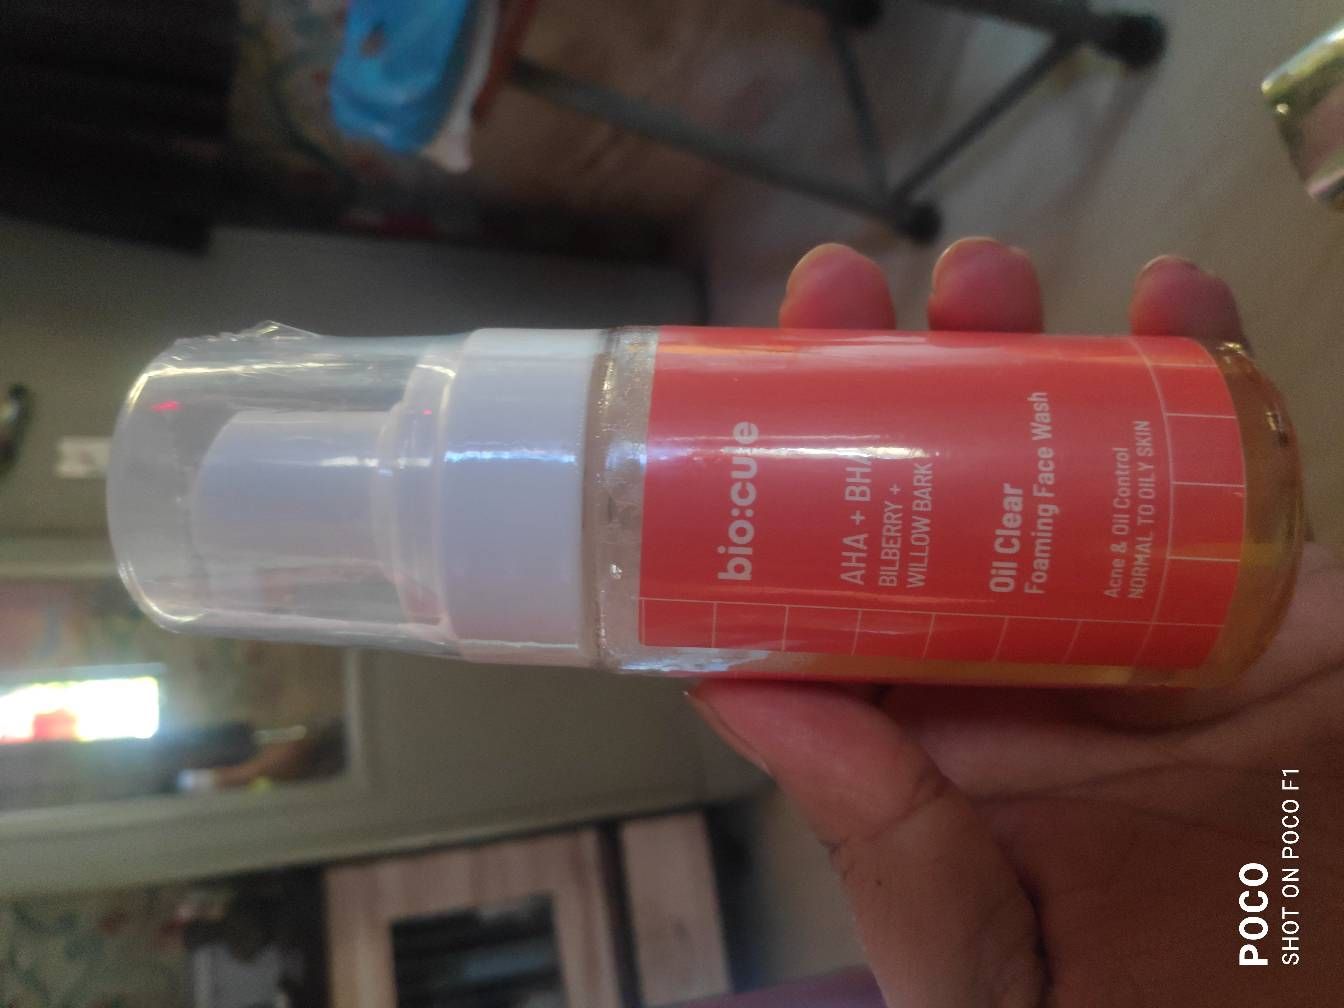 bio:cule
AHA + BHA
BILBERRY +
WILLOW BARK
Oil Clear
Foaming Face Wash
Acne & Oil Control
NORMAL TO OILY SKIN
POCO
SHOT ON POCO F1